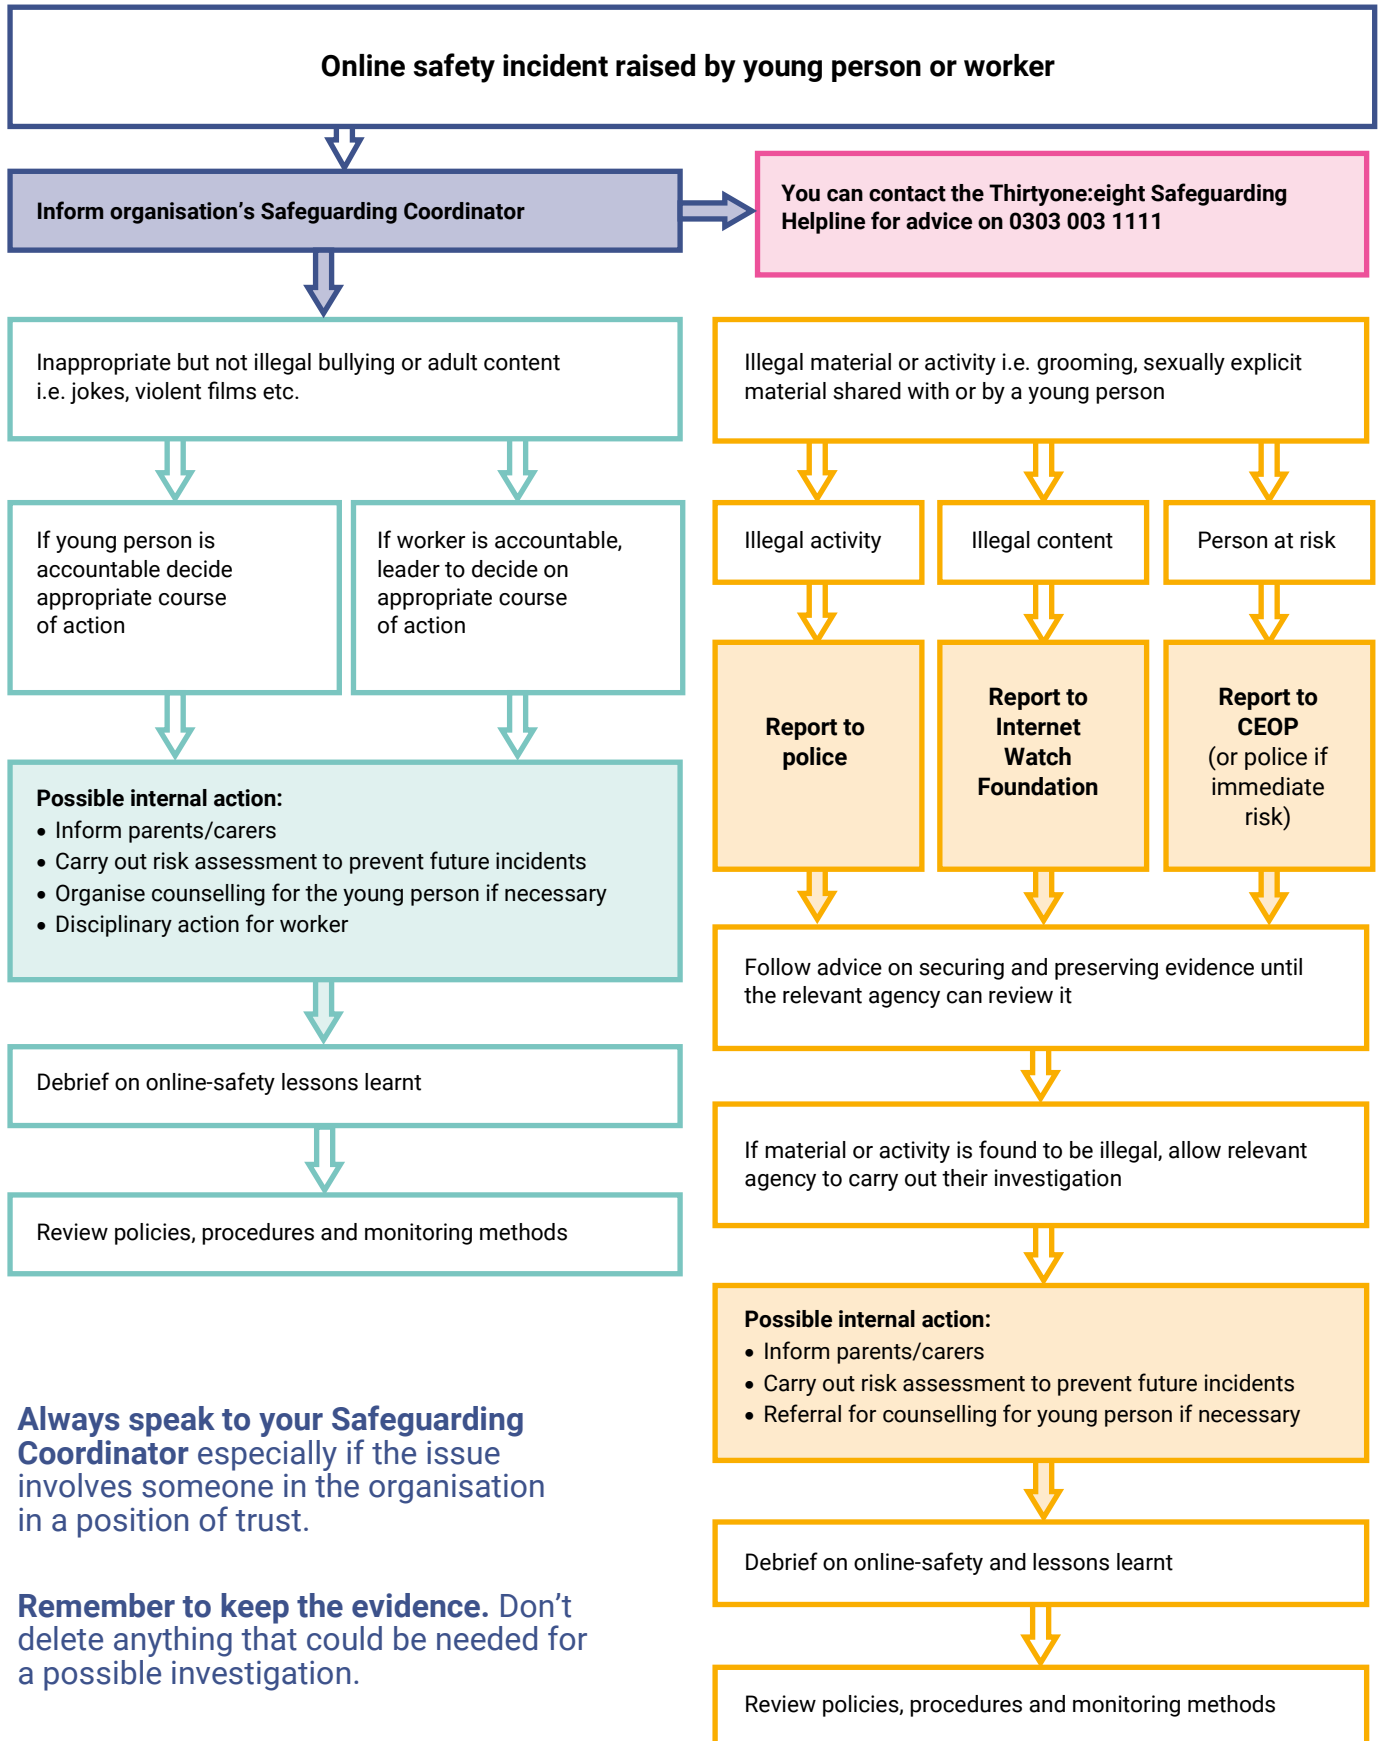 Online safety incident raised by young person or worker
Inform organisation's Safeguarding Coordinator
You can contact the Thirtyone:eight Safeguarding
Helpline for advice on 0303 003 1111
Inappropriate but not illegal bullying or adult content
i.e. jokes, violent films etc.
If young person is
accountable decide
appropriate course
of action
If worker is accountable,
leader to decide on
appropriate course
of action
Possible internal action:
• Inform parents/carers
• Carry out risk assessment to prevent future incidents
• Organise counselling for the young person if necessary
• Disciplinary action for worker
Debrief on online-safety lessons learnt
Review policies, procedures and monitoring methods
Illegal material or activity i.e. grooming, sexually explicit
material shared with or by a young person
Illegal activity
Illegal content
Person at risk
Report to
police
Report to
Internet
Watch
Foundation
Report to
CEOP
(or police if
immediate
risk)
Follow advice on securing and preserving evidence until
the relevant agency can review it
If material or activity is found to be illegal, allow relevant
agency to carry out their investigation
Possible internal action:
• Inform parents/carers
• Carry out risk assessment to prevent future incidents
• Referral for counselling for young person if necessary
Debrief on online-safety and lessons learnt
Review policies, procedures and monitoring methods
Always speak to your Safeguarding
Coordinator especially if the issue
involves someone in the organisation
in a position of trust.
Remember to keep the evidence. Don't
delete anything that could be needed for
a possible investigation.